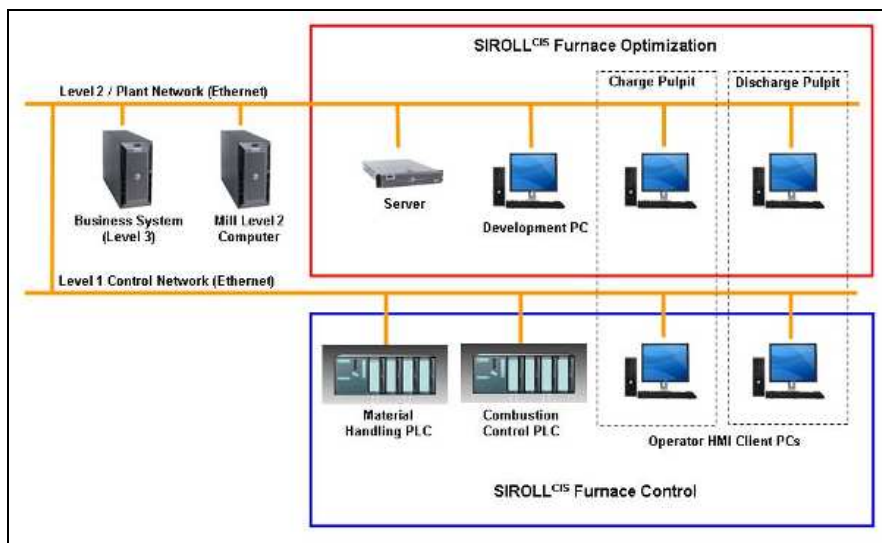 SIROLLCIS Furnace Optimization
Level 2 / Plant Network (Ethernet)
Charge Pulpit
Discharge Pulpit
Business System
(Level 3)
Mill Level 2
Computer
Server
Development PC
Level 1 Control Network (Ethernet)
Material
Handling PLC
Combustion
Control PLC
Operator HMI Client PCs
SIROLLCIS Furnace Control